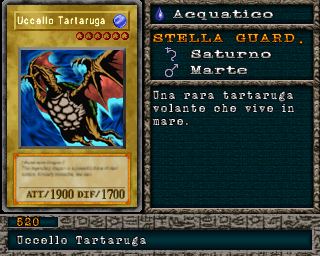 Uccello Tartaruga
ATT/1900 DIF/1700
Acquatico
STELLA GUARD.
Saturno
Marte
Una rara tartaruga
volante che vive in
mare.
520
Uccello Tartaruga